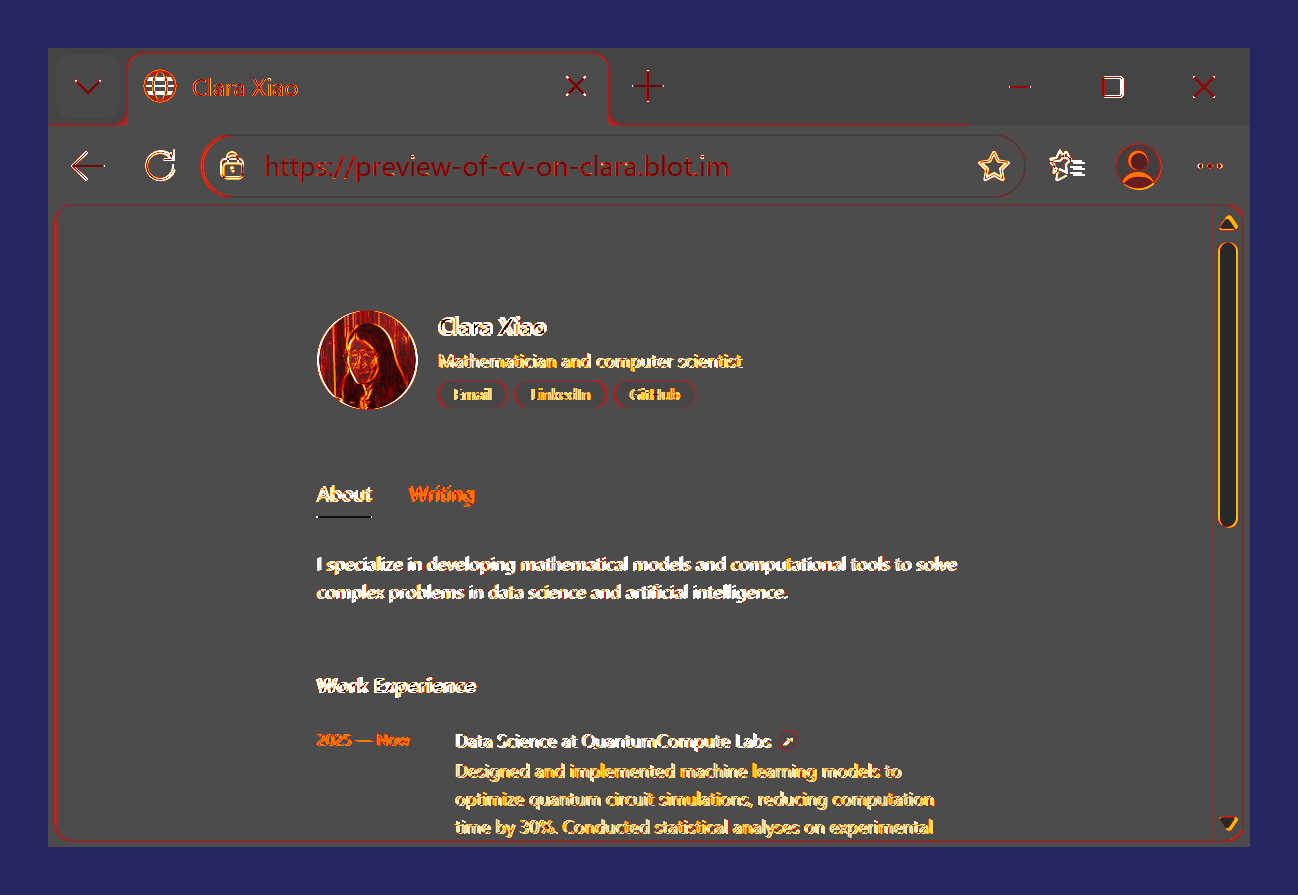 Clara Xiao
https://preview-of-cv-on-clara.blot.im
Clara Xiao
Mathematician and computer scientist
Email LinkedIn GitHub
About Writing
I specialize in developing mathematical models and computational tools to solve
complex problems in data science and artificial intelligence.
Work Experience
2025 — Now Data Science at QuantumCompute Labs ↗
Designed and implemented machine learning models to
optimize quantum circuit simulations, reducing computation
time by 30%. Conducted statistical analyses on experimental